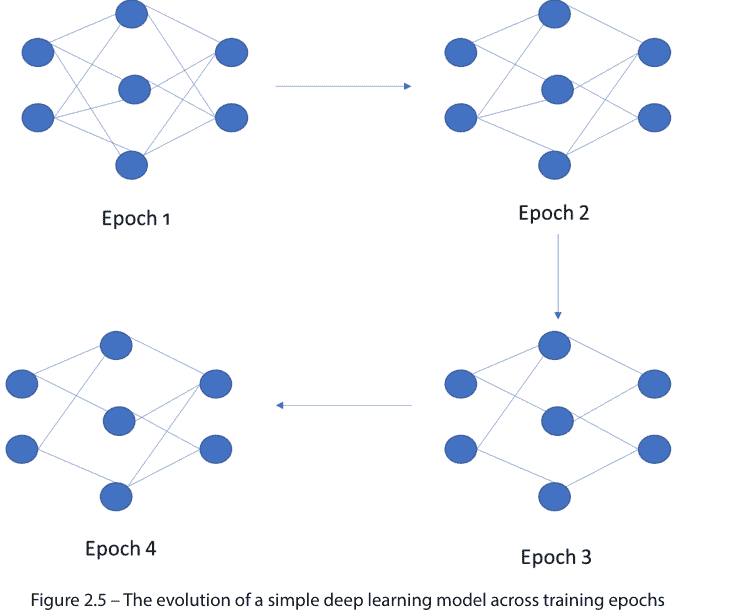 Epoch 1
Epoch 2
Epoch 4
Epoch 3
Figure 2.5 – The evolution of a simple deep learning model across training epochs